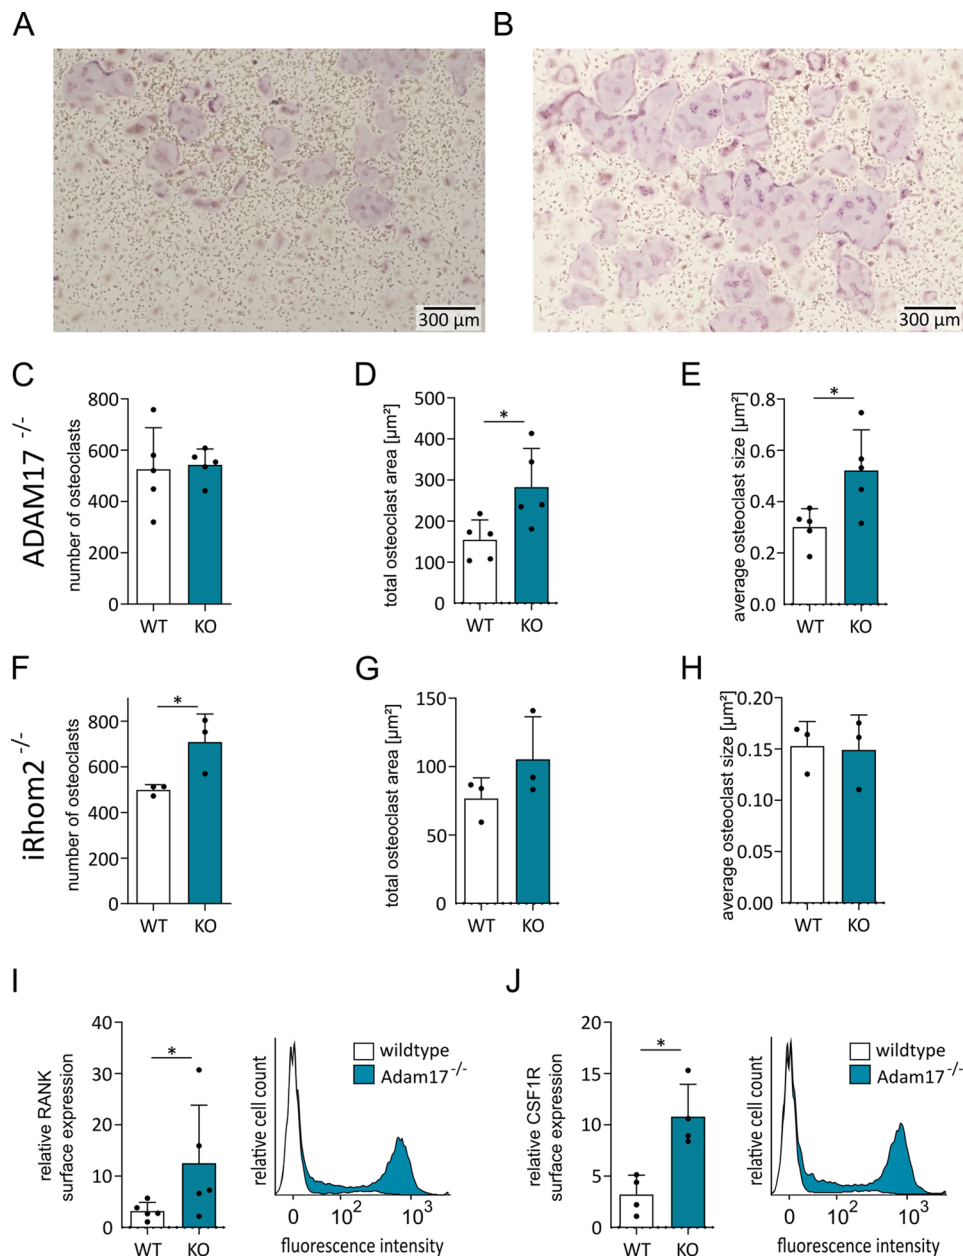 A
B
300 µm
300 µm
ADAM17 -/-
C
number of osteoclasts
800
600
400
200
0
WT
KO
D
total osteoclast area [µm²]
500
400
300
200
100
0
*
WT
KO
E
average osteoclast size [µm²]
0.8
0.6
0.4
0.2
0.0
*
WT
KO
iRhom2 -/-
F
number of osteoclasts
800
600
400
200
0
*
WT
KO
G
total osteoclast area [µm²]
150
100
50
0
WT
KO
H
average osteoclast size [µm²]
0.20
0.15
0.10
0.05
0.00
WT
KO
I
relative RANK
surface expression
40
30
20
10
0
*
WT
KO
relative cell count
wildtype
Adam17 -/-
0
10²
10³
fluorescence intensity
J
relative CSF1R
surface expression
20
15
10
5
0
*
WT
KO
relative cell count
wildtype
Adam17 -/-
0
10²
10³
fluorescence intensity